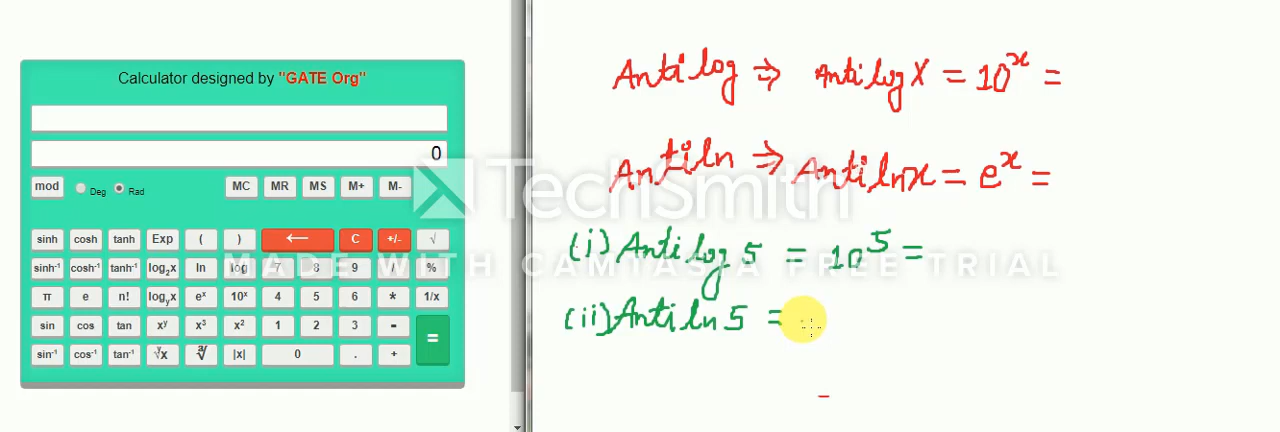 Calculator designed by "GATE Org"
0
mod Deg Rad MC MR MS M+ M-
sinh cosh tanh Exp ( ) ← C +/- √
sinh⁻¹ cosh⁻¹ tanh⁻¹ log₂x ln log 7 8 9 / %
π e n! logᵧx eˣ 10ˣ 4 5 6 * 1/x
sin cos tan xʸ x³ x² 1 2 3 - =
sin⁻¹ cos⁻¹ tan⁻¹ ʸ√x ∛ |x| 0 . +
Antilog ⇒ Antilog X = 10ˣ =
Antiln ⇒ Antiln x = eˣ =
(i) Antilog 5 = 10⁵ =
(ii) Antiln 5 =
TechSmith
MADE WITH CAMTASIA FREE TRIAL